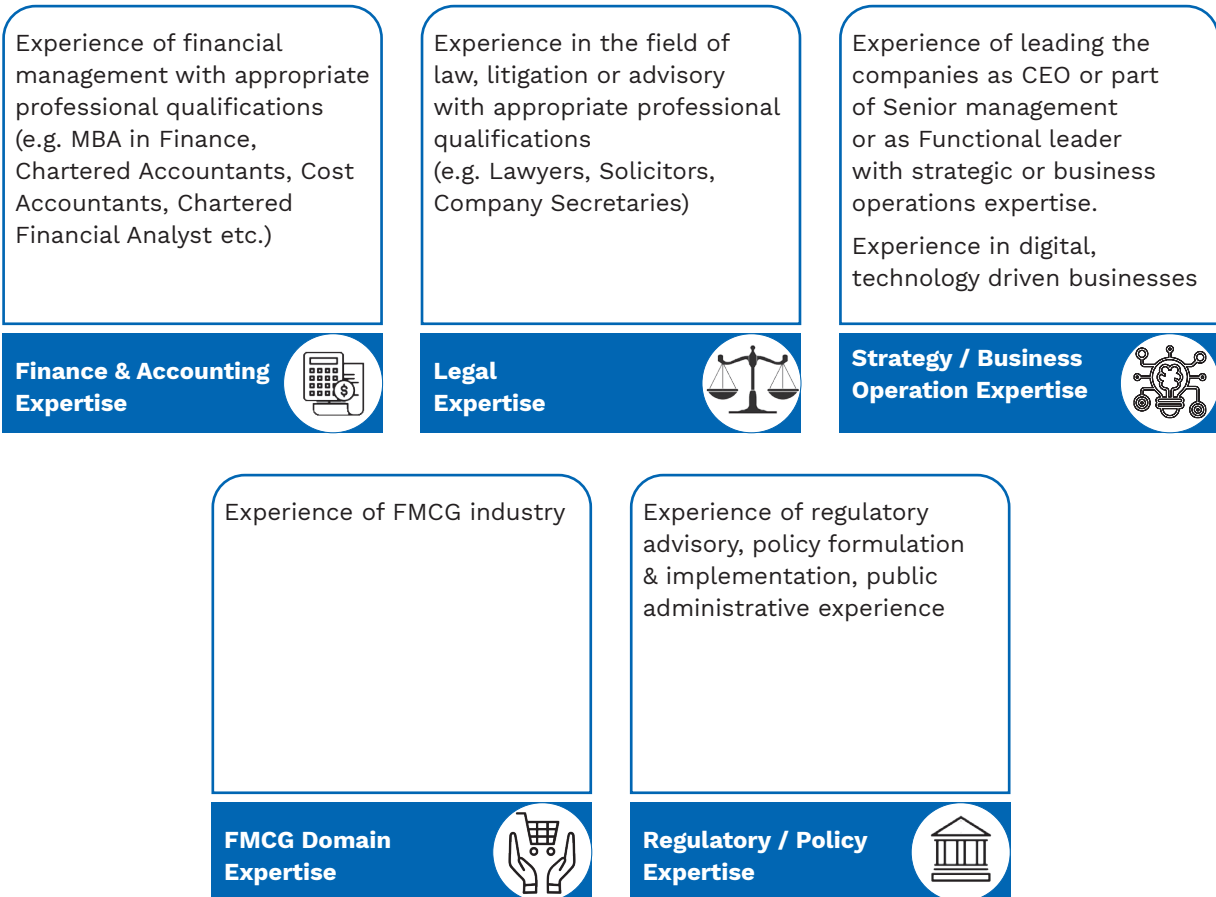 Experience of financial
management with appropriate
professional qualifications
(e.g. MBA in Finance,
Chartered Accountants, Cost
Accountants, Chartered
Financial Analyst etc.)
Finance & Accounting
Expertise
$
Experience in the field of
law, litigation or advisory
with appropriate professional
qualifications
(e.g. Lawyers, Solicitors,
Company Secretaries)
Legal
Expertise
Experience of leading the
companies as CEO or part
of Senior management
or as Functional leader
with strategic or business
operations expertise.
Experience in digital,
technology driven businesses
Strategy / Business
Operation Expertise
Experience of FMCG industry
FMCG Domain
Expertise
Experience of regulatory
advisory, policy formulation
& implementation, public
administrative experience
Regulatory / Policy
Expertise